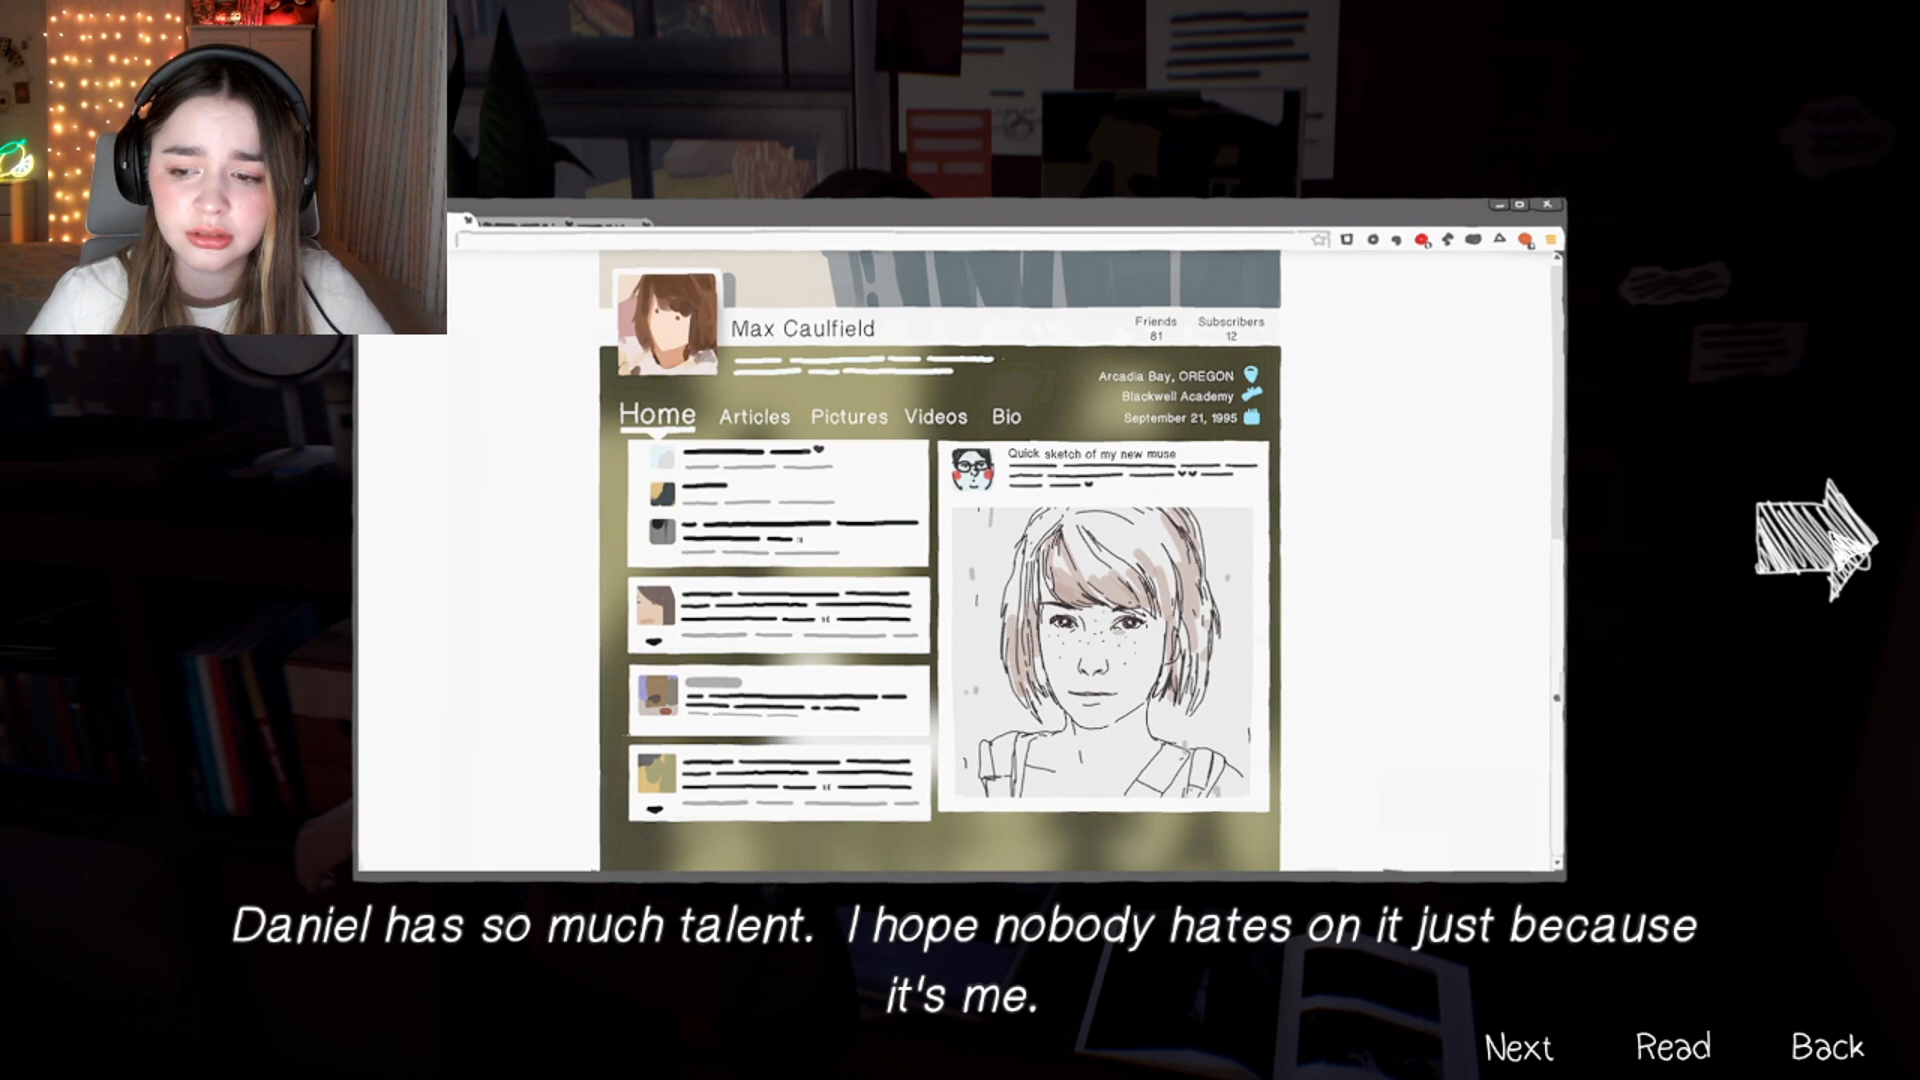 Max Caulfield
Friends
81
Subscribers
12
Arcadia Bay, OREGON
Blackwell Academy
September 21, 1995
Home
Articles
Pictures
Videos
Bio
Quick sketch of my new muse
Daniel has so much talent. I hope nobody hates on it just because
it's me.
Next
Read
Back